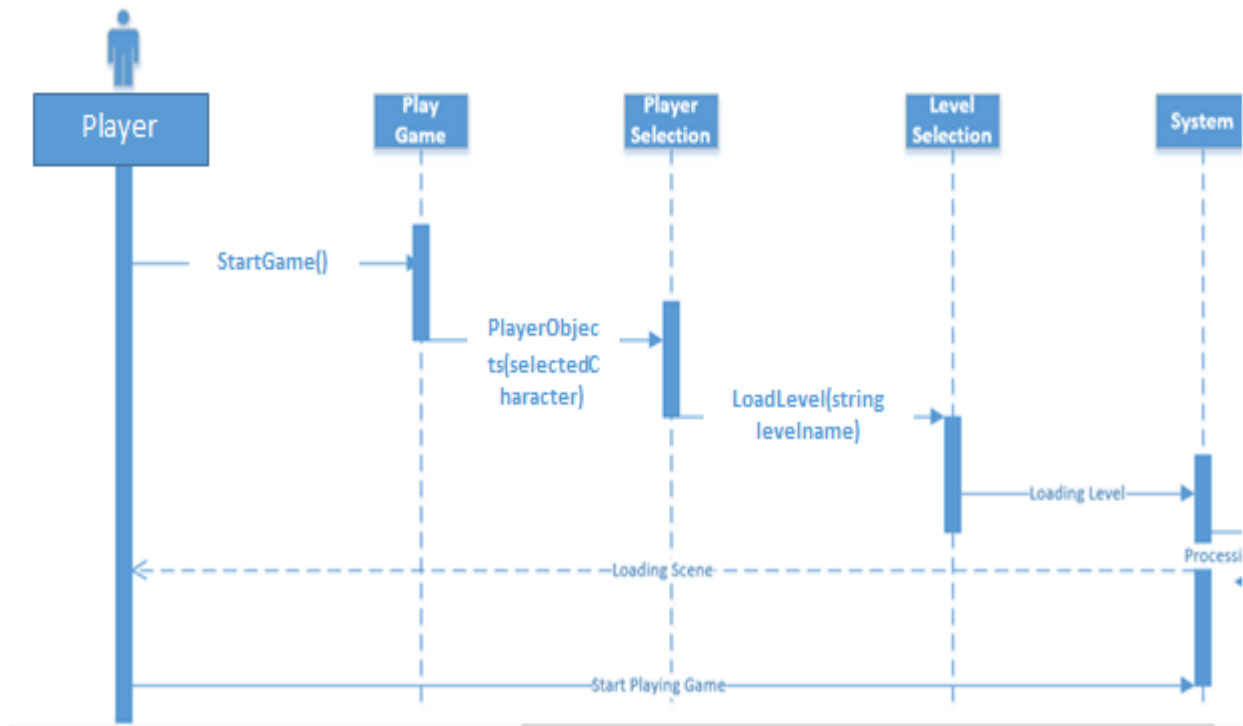 Player
Play
Game
Player
Selection
Level
Selection
System
StartGame()
PlayerObjec
ts(selectedC
haracter)
LoadLevel(string
levelname)
Loading Level
Processi
Loading Scene
Start Playing Game